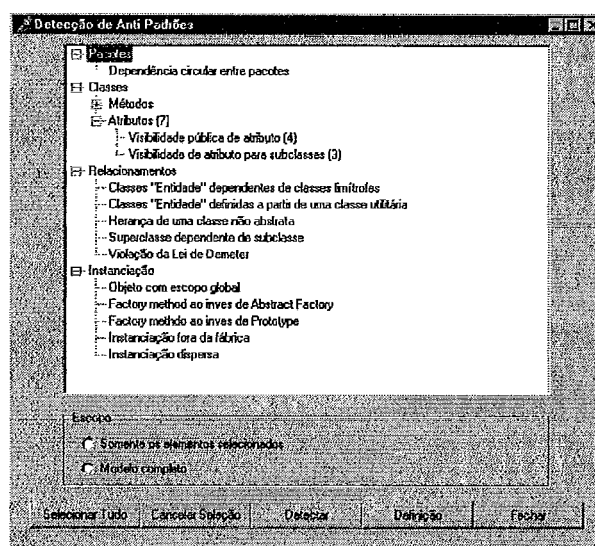 Detecção de Anti Padrões
Pacotes
Dependência circular entre pacotes
Classes
Métodos
Atributos (7)
Visibilidade pública de atributo (4)
Visibilidade de atributo para subclasses (3)
Relacionamentos
Classes "Entidade" dependentes de classes limítrofes
Classes "Entidade" definidas a partir de uma classe utilitária
Herança de uma classe não abstrata
Superclasse dependente de subclasse
Violação da Lei de Demeter
Instanciação
Objeto com escopo global
Factory method ao inves de Abstract Factory
Factory methdo ao inves de Prototype
Instanciação fora da fábrica
Instanciação dispersa
Escopo
Somente os elementos selecionados
Modelo completo
Selecionar Tudo Cancelar Seleção Detectar Definição Fechar